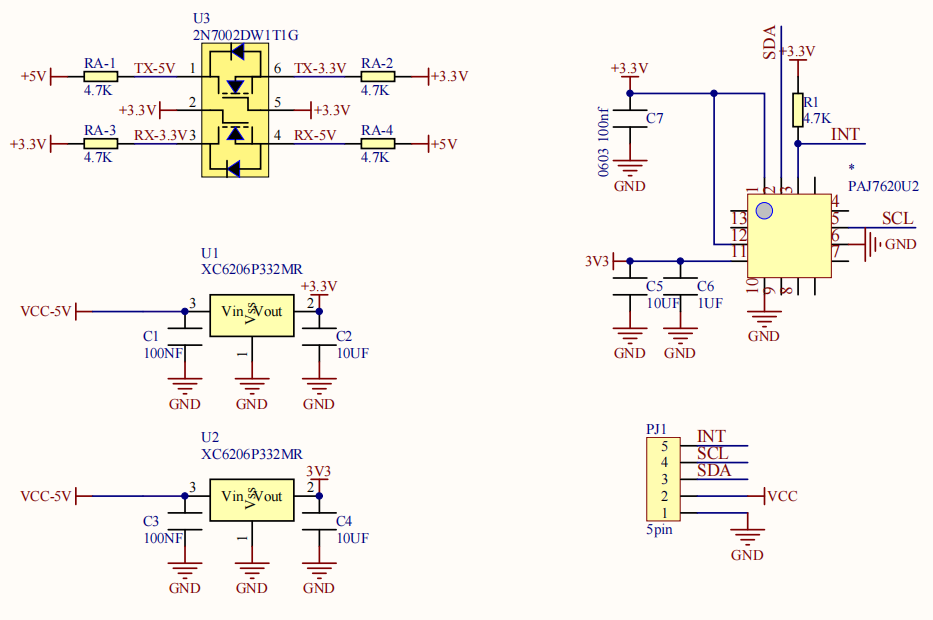 U3
2N7002DW1T1G
+5V
RA-1
4.7K
TX-5V
1
6
TX-3.3V
RA-2
4.7K
+3.3V
+3.3V
2
5
+3.3V
+3.3V
RA-3
4.7K
RX-3.3V
3
4
RX-5V
RA-4
4.7K
+5V
U1
XC6206P332MR
VCC-5V
3
Vin
Vss
Vout
2
+3.3V
1
C1
100NF
C2
10UF
GND
GND
GND
U2
XC6206P332MR
VCC-5V
3
Vin
Vss
Vout
2
3V3
1
C3
100NF
C4
10UF
GND
GND
GND
SDA
+3.3V
+3.3V
C7
0603 100nf
GND
R1
4.7K
INT
*
PAJ7620U2
1
2
3
4
5
6
7
8
9
10
11
12
13
SCL
GND
3V3
C5
10UF
C6
1UF
GND
GND
GND
PJ1
5
INT
4
SCL
3
SDA
2
VCC
1
5pin
GND